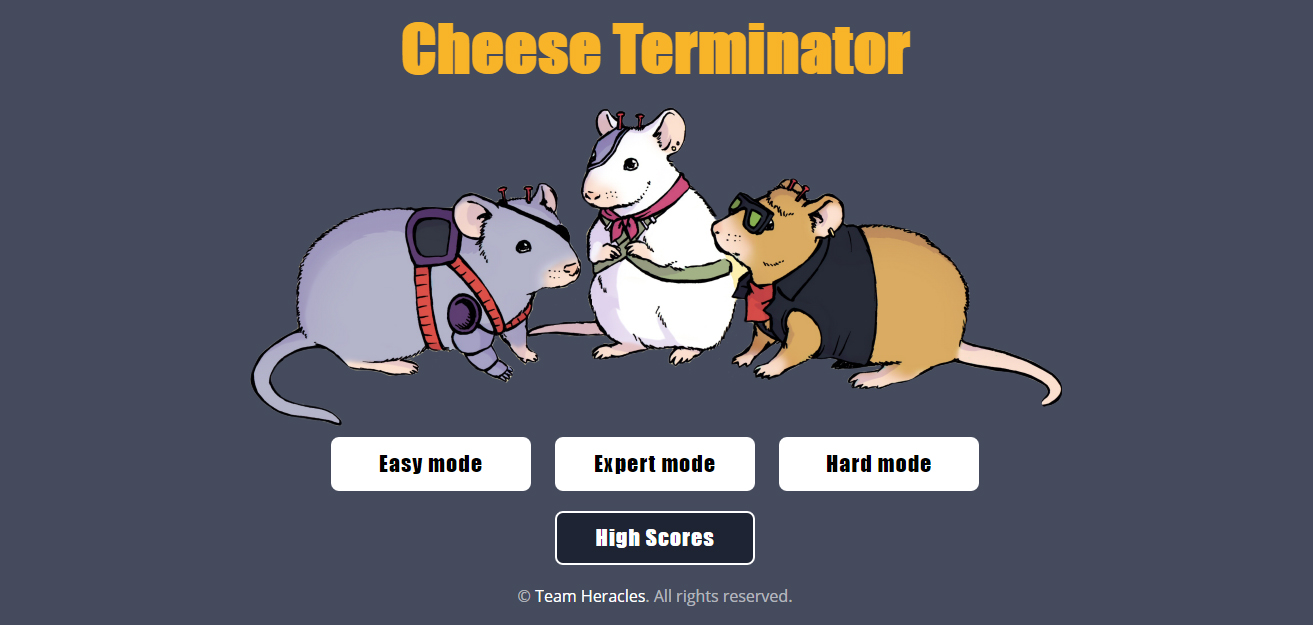 Cheese Terminator
Easy mode
Expert mode
Hard mode
High Scores
© Team Heracles. All rights reserved.